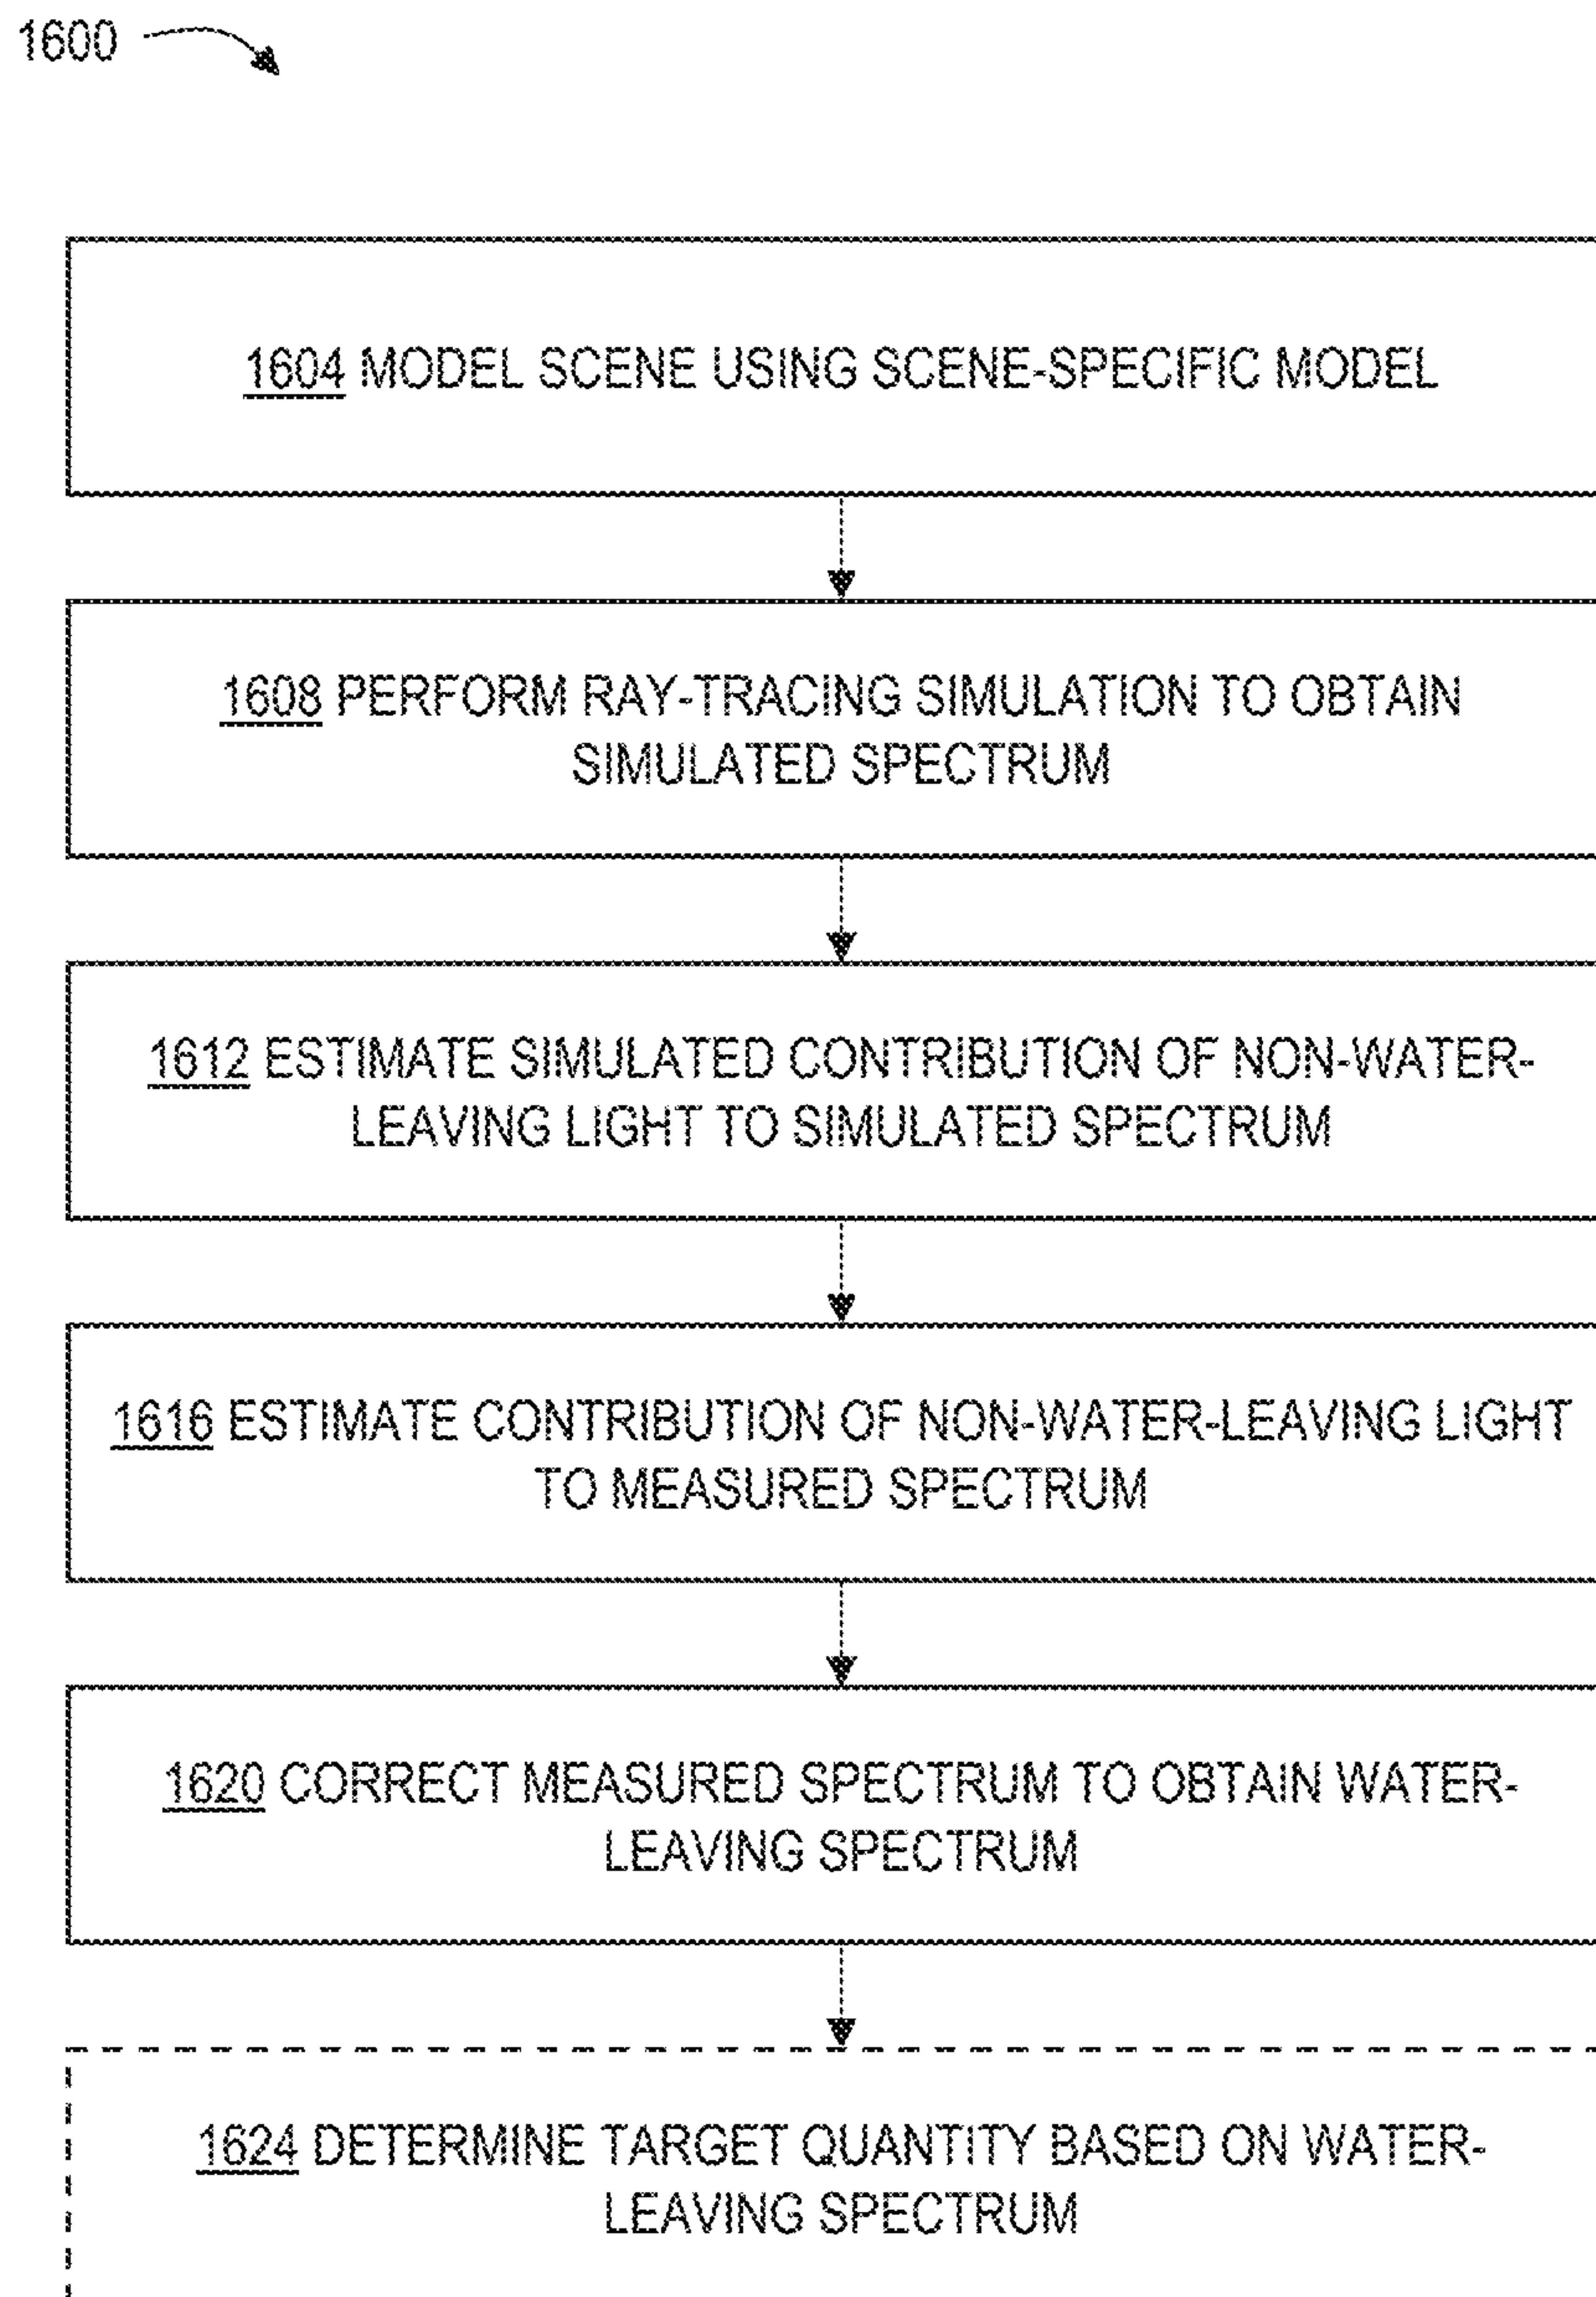 1600
1604 MODEL SCENE USING SCENE-SPECIFIC MODEL
1608 PERFORM RAY-TRACING SIMULATION TO OBTAIN
SIMULATED SPECTRUM
1612 ESTIMATE SIMULATED CONTRIBUTION OF NON-WATER-
LEAVING LIGHT TO SIMULATED SPECTRUM
1616 ESTIMATE CONTRIBUTION OF NON-WATER-LEAVING LIGHT
TO MEASURED SPECTRUM
1620 CORRECT MEASURED SPECTRUM TO OBTAIN WATER-
LEAVING SPECTRUM
1624 DETERMINE TARGET QUANTITY BASED ON WATER-
LEAVING SPECTRUM